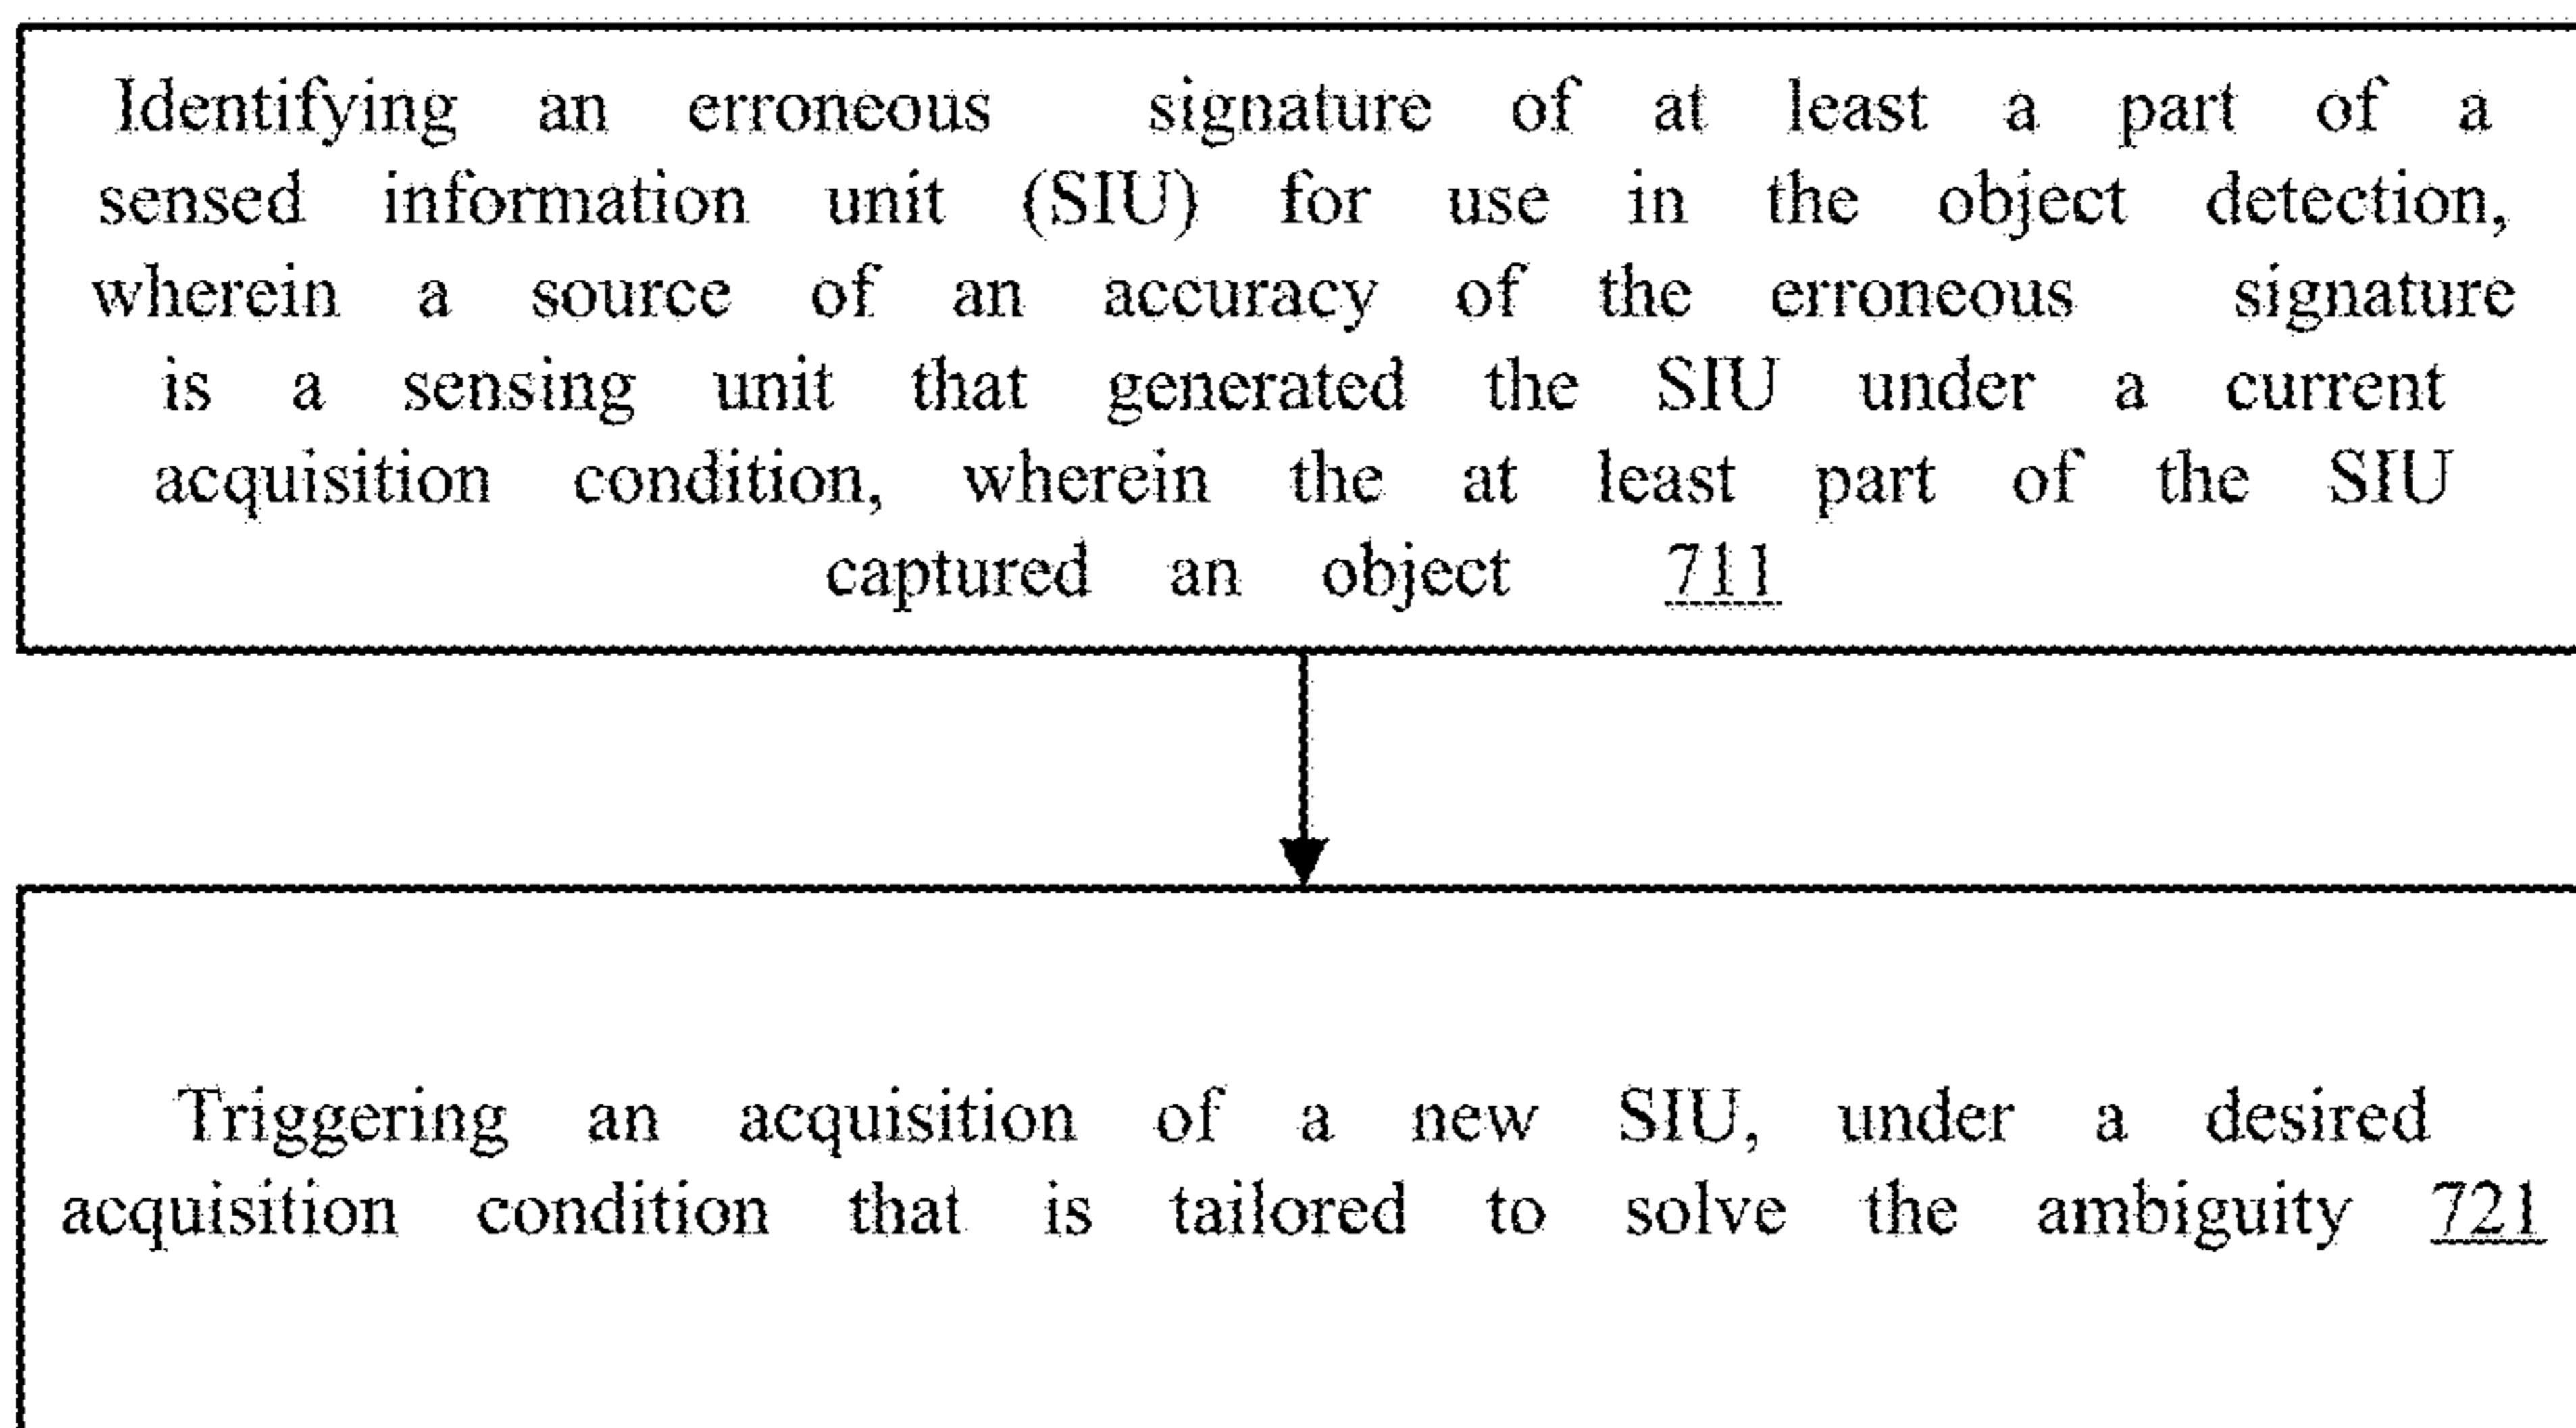 Identifying an erroneous signature of at least a part of a
sensed information unit (SIU) for use in the object detection,
wherein a source of an accuracy of the erroneous signature
is a sensing unit that generated the SIU under a current
acquisition condition, wherein the at least part of the SIU
captured an object 711
Triggering an acquisition of a new SIU, under a desired
acquisition condition that is tailored to solve the ambiguity 721